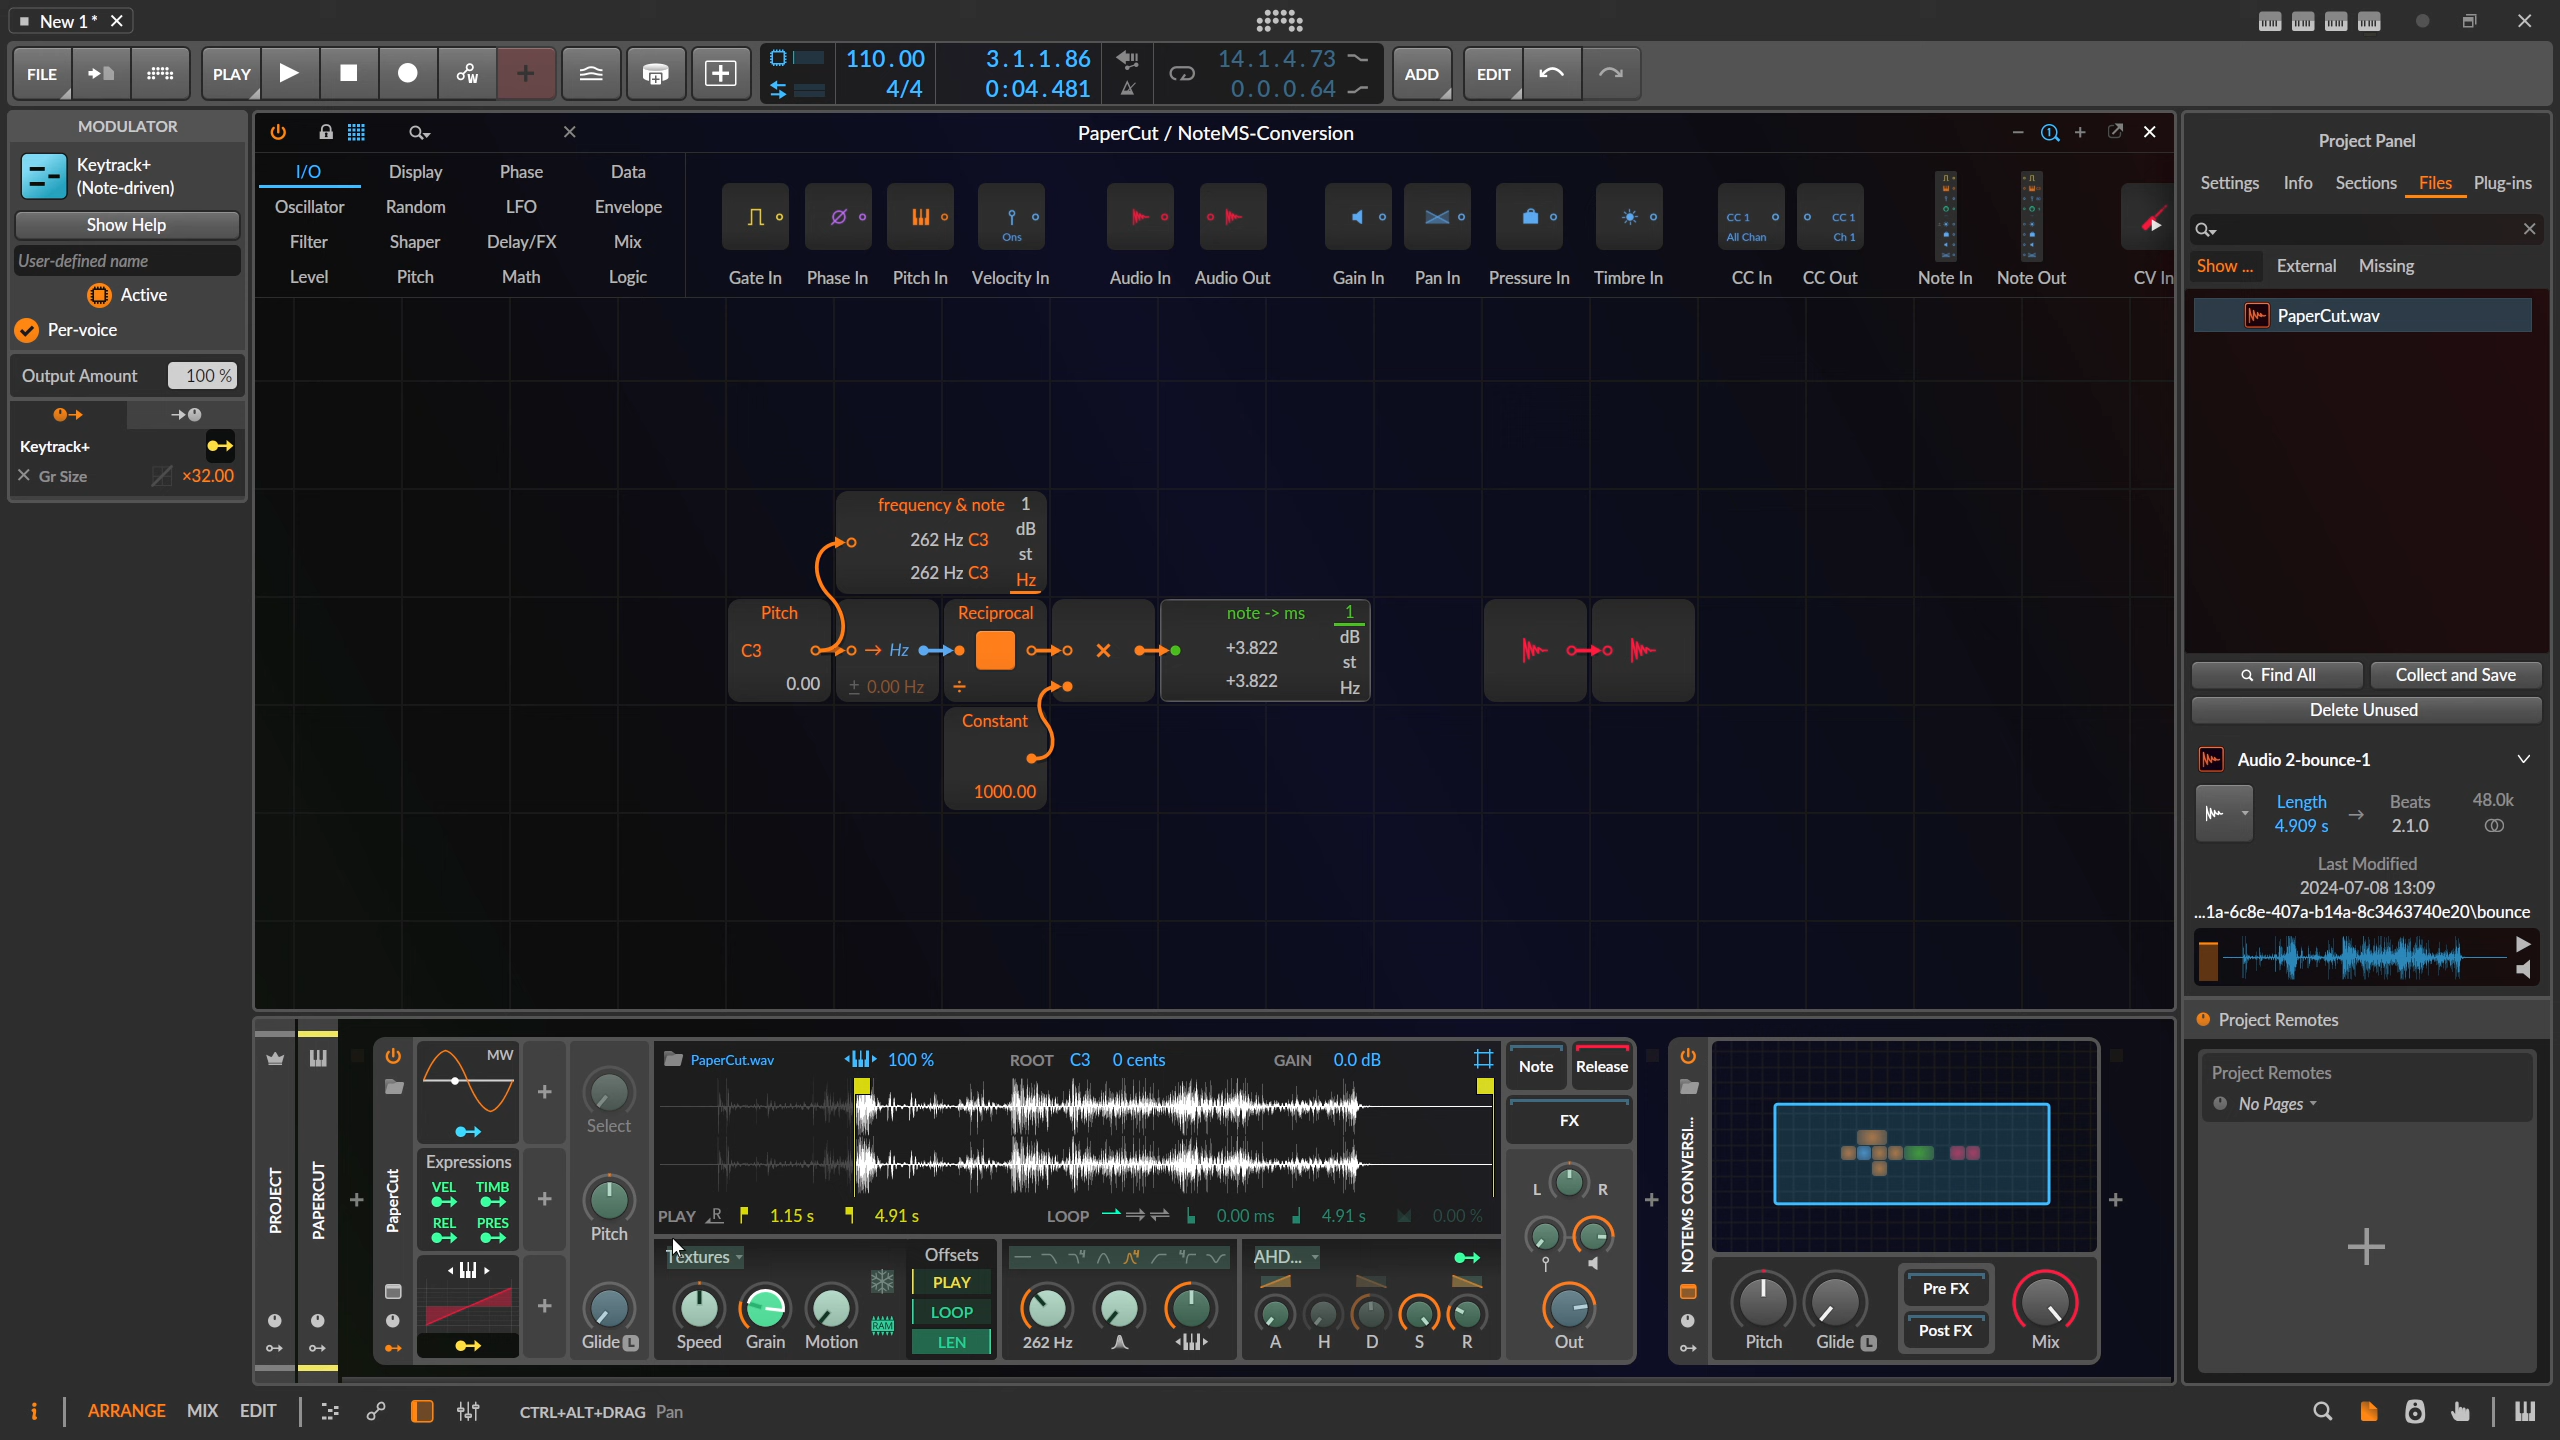 New 1*
FILE
PLAY
W
110.00
4/4
3.1.1.86
0:04.481
14.1.4.73
0.0.0.64
ADD
EDIT
MODULATOR
Keytrack+
(Note-driven)
Show Help
User-defined name
Active
Per-voice
Output Amount 100 %
Keytrack+
Gr Size ×32.00
PaperCut / NoteMS-Conversion
I/O Display Phase Data
Oscillator Random LFO Envelope
Filter Shaper Delay/FX Mix
Level Pitch Math Logic
Ons
CC 1
All Chan
CC 1
Ch 1
Gate In Phase In Pitch In Velocity In Audio In Audio Out Gain In Pan In Pressure In Timbre In CC In CC Out Note In Note Out CV In
frequency & note 1
dB
262 Hz C3
st
262 Hz C3
Hz
Pitch
C3
0.00
→ Hz
± 0.00 Hz
Reciprocal
÷
×
note -> ms 1
dB
+3.822
st
+3.822
Hz
Constant
1000.00
Project Panel
Settings Info Sections Files Plug-ins
Show ... External Missing
PaperCut.wav
Find All Collect and Save
Delete Unused
Audio 2-bounce-1
Length → Beats 48.0k
4.909 s 2.1.0
Last Modified
2024-07-08 13:09
...1a-6c8e-407a-b14a-8c3463740e20\bounce
Project Remotes
Project Remotes
No Pages
PROJECT
PAPERCUT
PaperCut
MW
Expressions
VEL TIMB
REL PRES
Select
Pitch
Glide L
PaperCut.wav 100 % ROOT C3 0 cents GAIN 0.0 dB
PLAY R 1.15 s 4.91 s LOOP 0.00 ms 4.91 s 0.00 %
Textures
Speed Grain Motion
RAM
Offsets
PLAY
LOOP
LEN
262 Hz
AHD...
A H D S R
Note Release
FX
L R
Out
NOTEMS CONVERSI...
Pitch Glide L
Pre FX
Post FX
Mix
i ARRANGE MIX EDIT CTRL+ALT+DRAG Pan